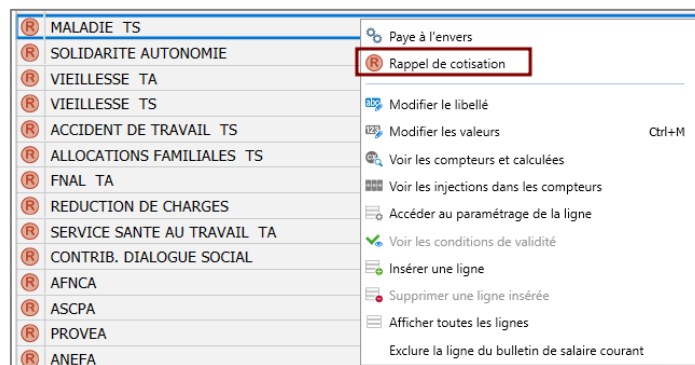 R MALADIE TS
R SOLIDARITE AUTONOMIE
R VIEILLESSE TA
R VIEILLESSE TS
R ACCIDENT DE TRAVAIL TS
R ALLOCATIONS FAMILIALES TS
R FNAL TA
R REDUCTION DE CHARGES
R SERVICE SANTE AU TRAVAIL TA
R CONTRIB. DIALOGUE SOCIAL
R AFNCA
R ASCPA
R PROVEA
R ANEFA
Paye à l'envers
R Rappel de cotisation
abc Modifier le libellé
123 Modifier les valeurs Ctrl+M
Voir les compteurs et calculées
Voir les injections dans les compteurs
Accéder au paramétrage de la ligne
Voir les conditions de validité
Insérer une ligne
Supprimer une ligne insérée
Afficher toutes les lignes
Exclure la ligne du bulletin de salaire courant